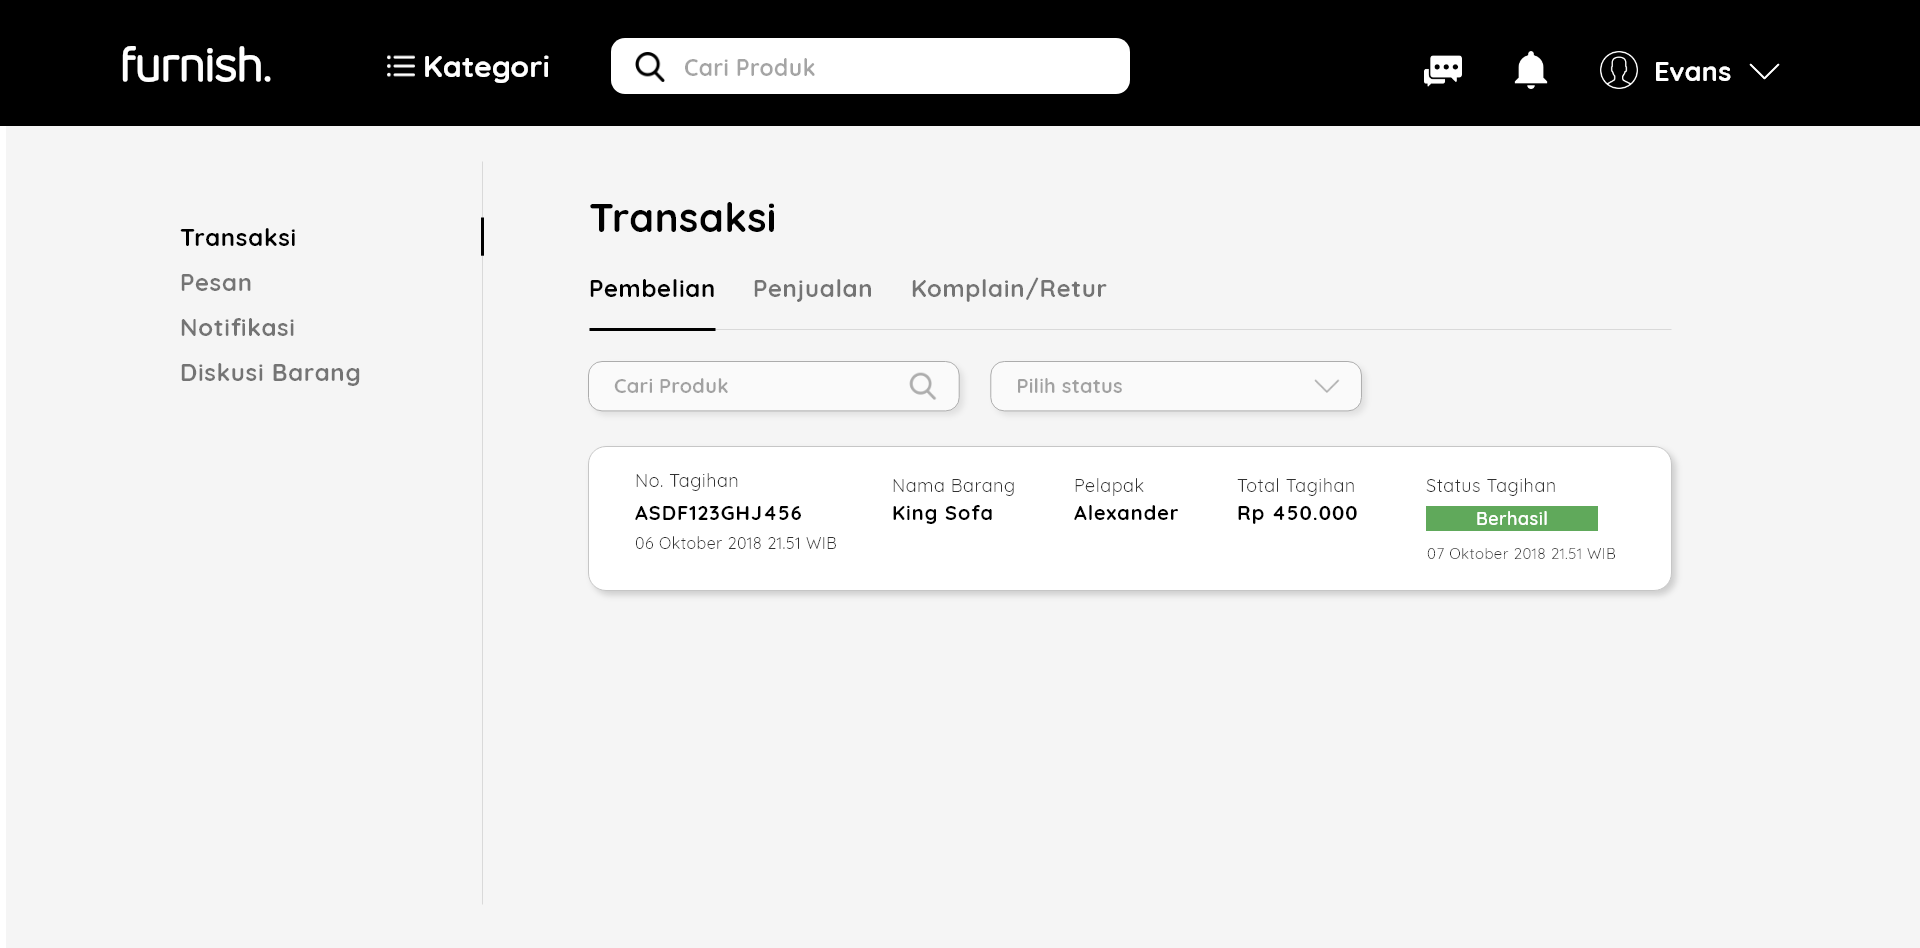 furnish.
Kategori
Cari Produk
Evans
Transaksi
Pesan
Notifikasi
Diskusi Barang
Transaksi
Pembelian Penjualan Komplain/Retur
Cari Produk
Pilih status
No. Tagihan
ASDF123GHJ456
06 Oktober 2018 21.51 WIB
Nama Barang
King Sofa
Pelapak
Alexander
Total Tagihan
Rp 450.000
Status Tagihan
Berhasil
07 Oktober 2018 21.51 WIB